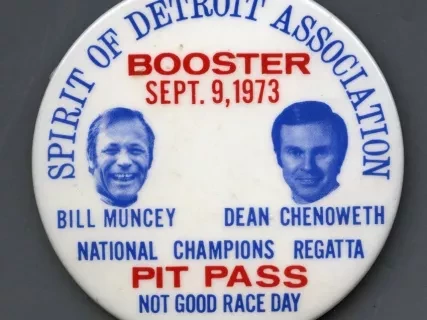 SPIRIT OF DETROIT ASSOCIATION
BOOSTER
SEPT. 9, 1973
BILL MUNCEY
DEAN CHENOWETH
NATIONAL CHAMPIONS REGATTA
PIT PASS
NOT GOOD RACE DAY